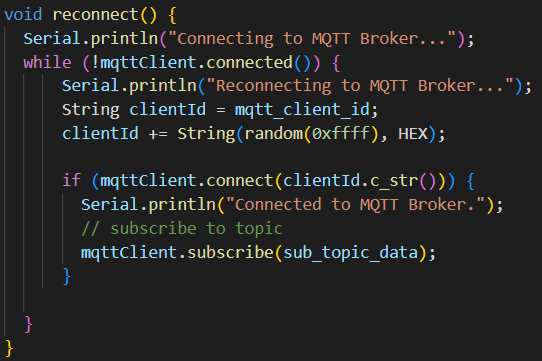 void reconnect() {
  Serial.println("Connecting to MQTT Broker...");
  while (!mqttClient.connected()) {
      Serial.println("Reconnecting to MQTT Broker...");
      String clientId = mqtt_client_id;
      clientId += String(random(0xffff), HEX);

      if (mqttClient.connect(clientId.c_str())) {
        Serial.println("Connected to MQTT Broker.");
        // subscribe to topic
        mqttClient.subscribe(sub_topic_data);
      }

  }
}